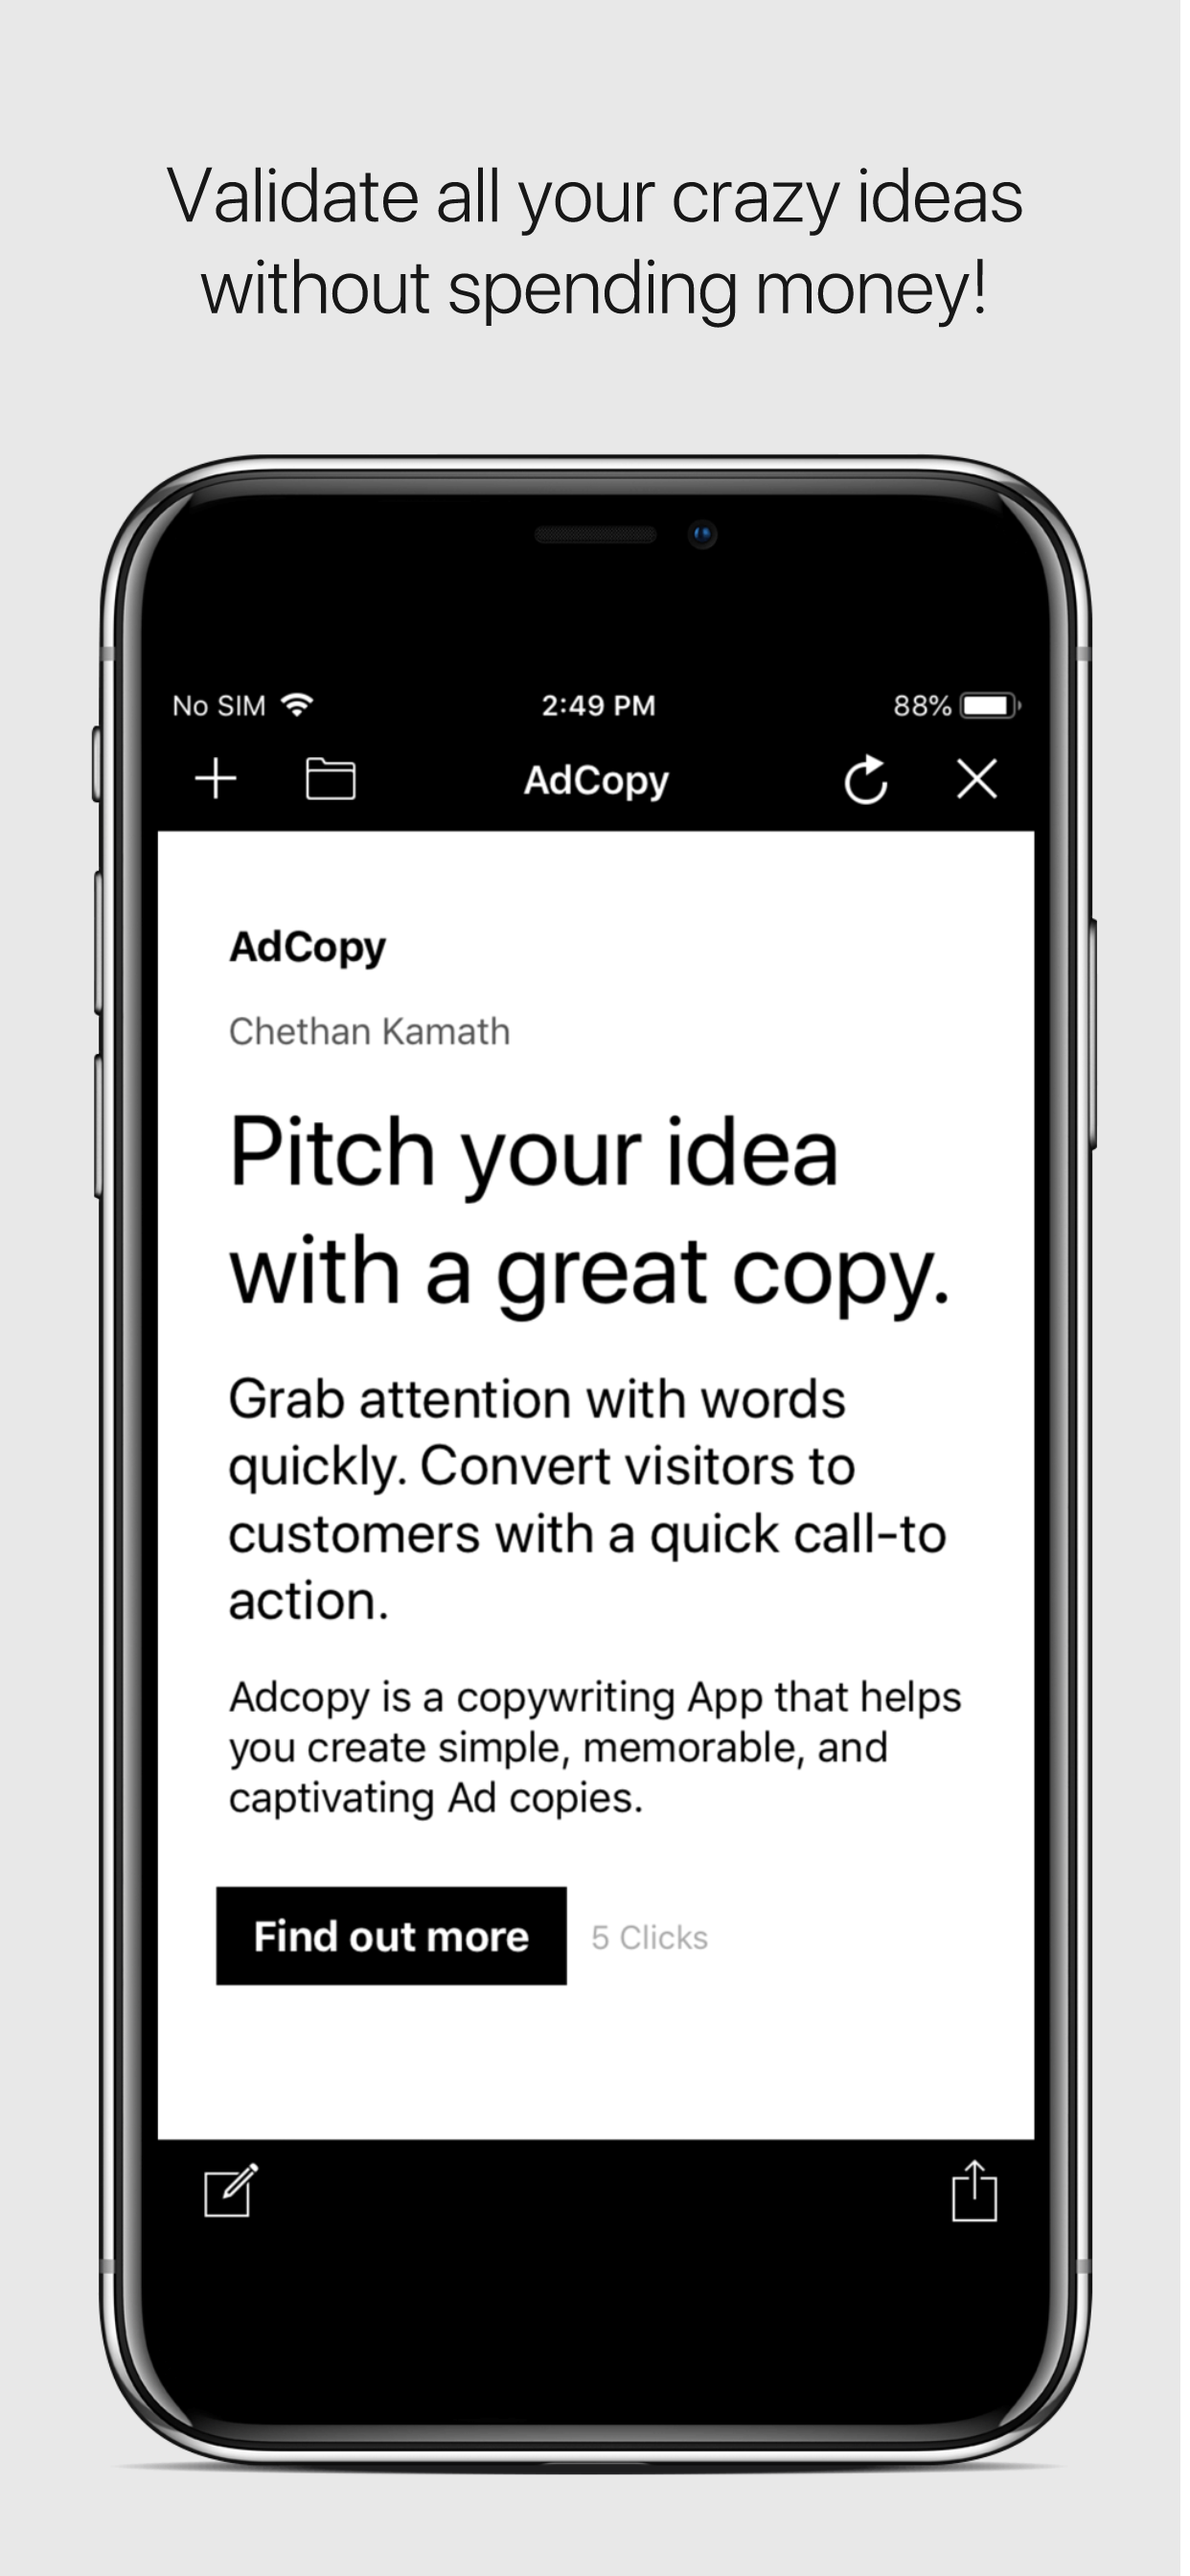 Validate all your crazy ideas
without spending money!
No SIM 2:49 PM 88%
AdCopy
AdCopy
Chethan Kamath
Pitch your idea
with a great copy.
Grab attention with words
quickly. Convert visitors to
customers with a quick call-to
action.
Adcopy is a copywriting App that helps
you create simple, memorable, and
captivating Ad copies.
Find out more 5 Clicks